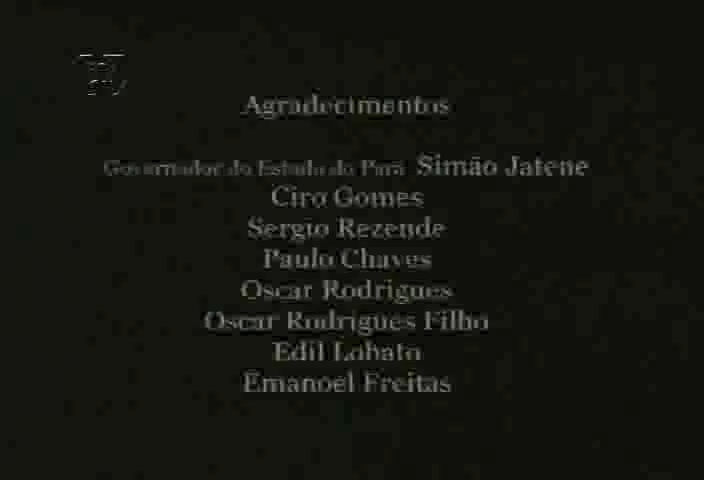 Agradecimentos
Governador do Estado do Pará Simão Jatene
Ciro Gomes
Sergio Rezende
Paulo Chaves
Oscar Rodrigues
Oscar Rodrigues Filho
Edil Lobato
Emanoel Freitas